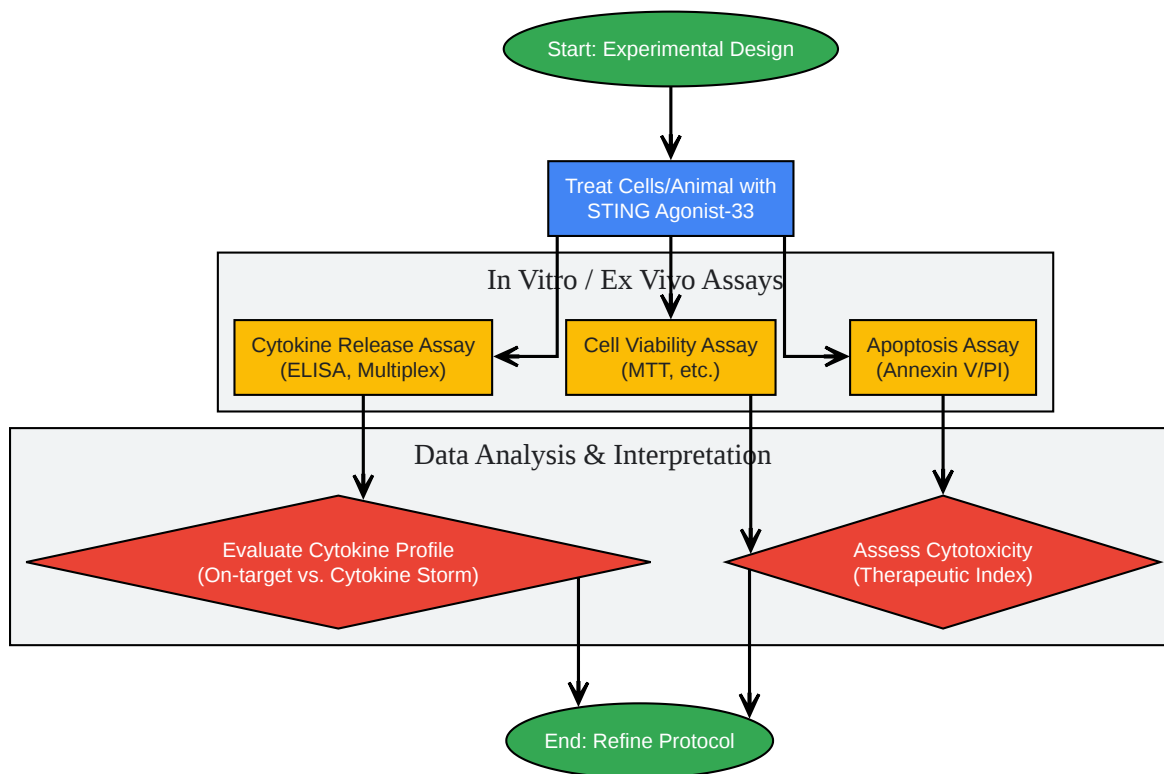 Start: Experimental Design
Treat Cells/Animal with
STING Agonist-33
In Vitro / Ex Vivo Assays
Cytokine Release Assay
(ELISA, Multiplex)
Cell Viability Assay
(MTT, etc.)
Apoptosis Assay
(Annexin V/PI)
Data Analysis & Interpretation
Evaluate Cytokine Profile
(On-target vs. Cytokine Storm)
Assess Cytotoxicity
(Therapeutic Index)
End: Refine Protocol